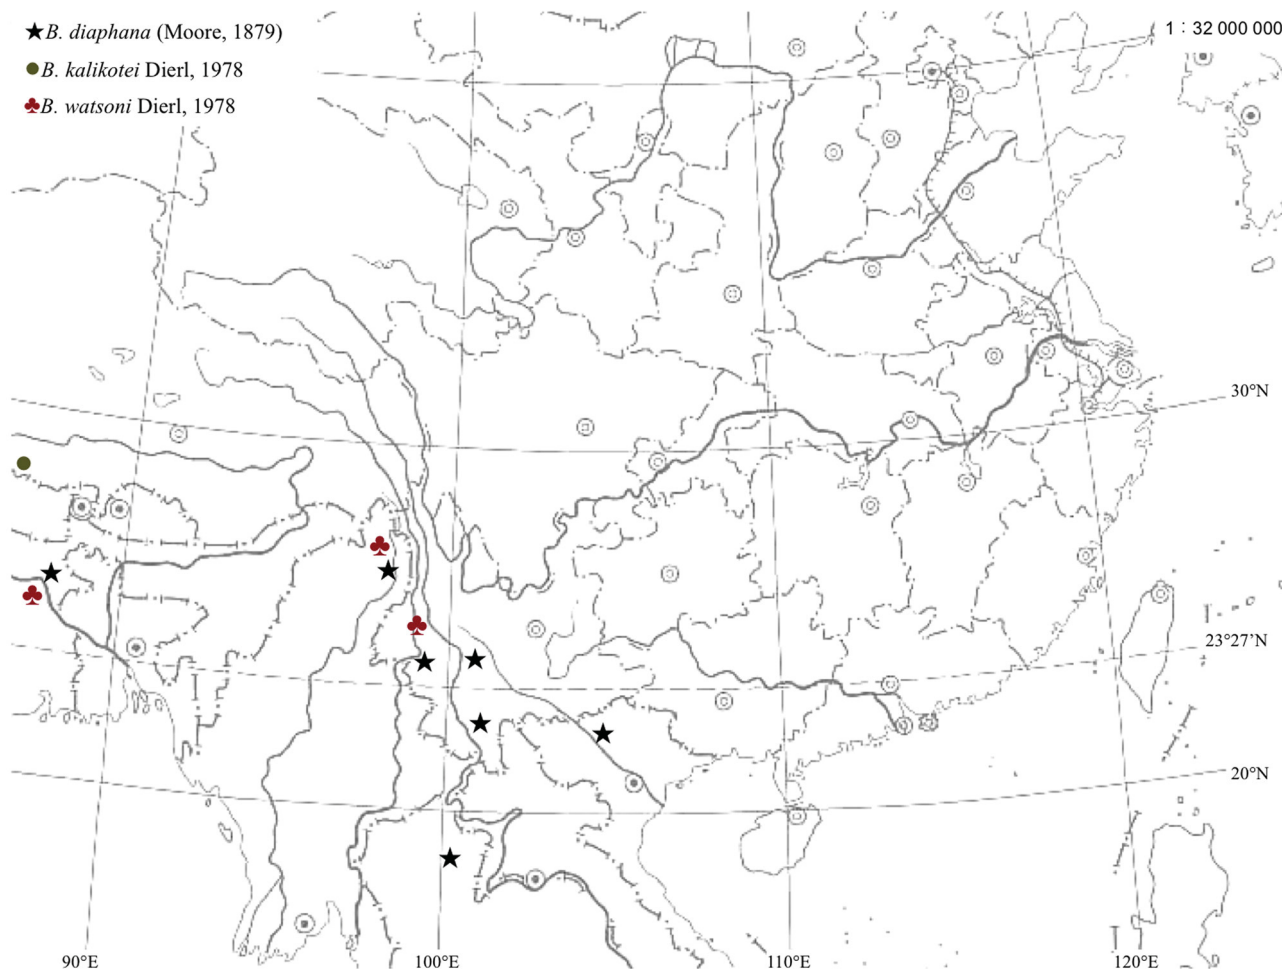 ★B. diaphana (Moore, 1879)
1∶32 000 000
●B. kalikotei Dierl, 1978
♣B. watsoni Dierl, 1978
30°N
23°27′N
20°N
90°E
100°E
110°E
120°E